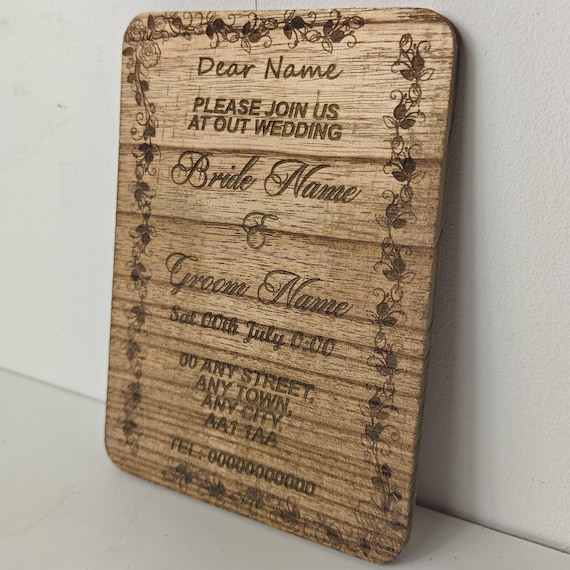 Dear Name
PLEASE JOIN US
AT OUT WEDDING
Bride Name
&
Groom Name
Sat 00th July 0:00
00 ANY STREET,
ANY TOWN,
ANY CITY,
AA1 1AA
TEL: 00000000000